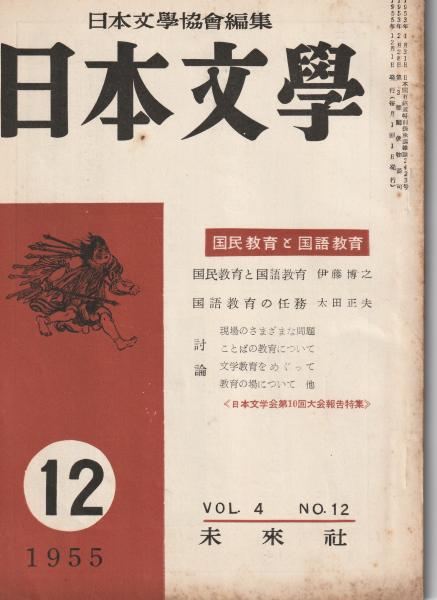 日本文學協會編集
日本文學
国民教育と国語教育
国民教育と国語教育 伊藤博之
国語教育の任務 太田正夫
討論
現場のさまざまな問題
ことばの教育について
文学教育をめぐって
教育の場について 他
《日本文学会第10回大会報告特集》
12
1955
VOL. 4 NO. 12
未來社